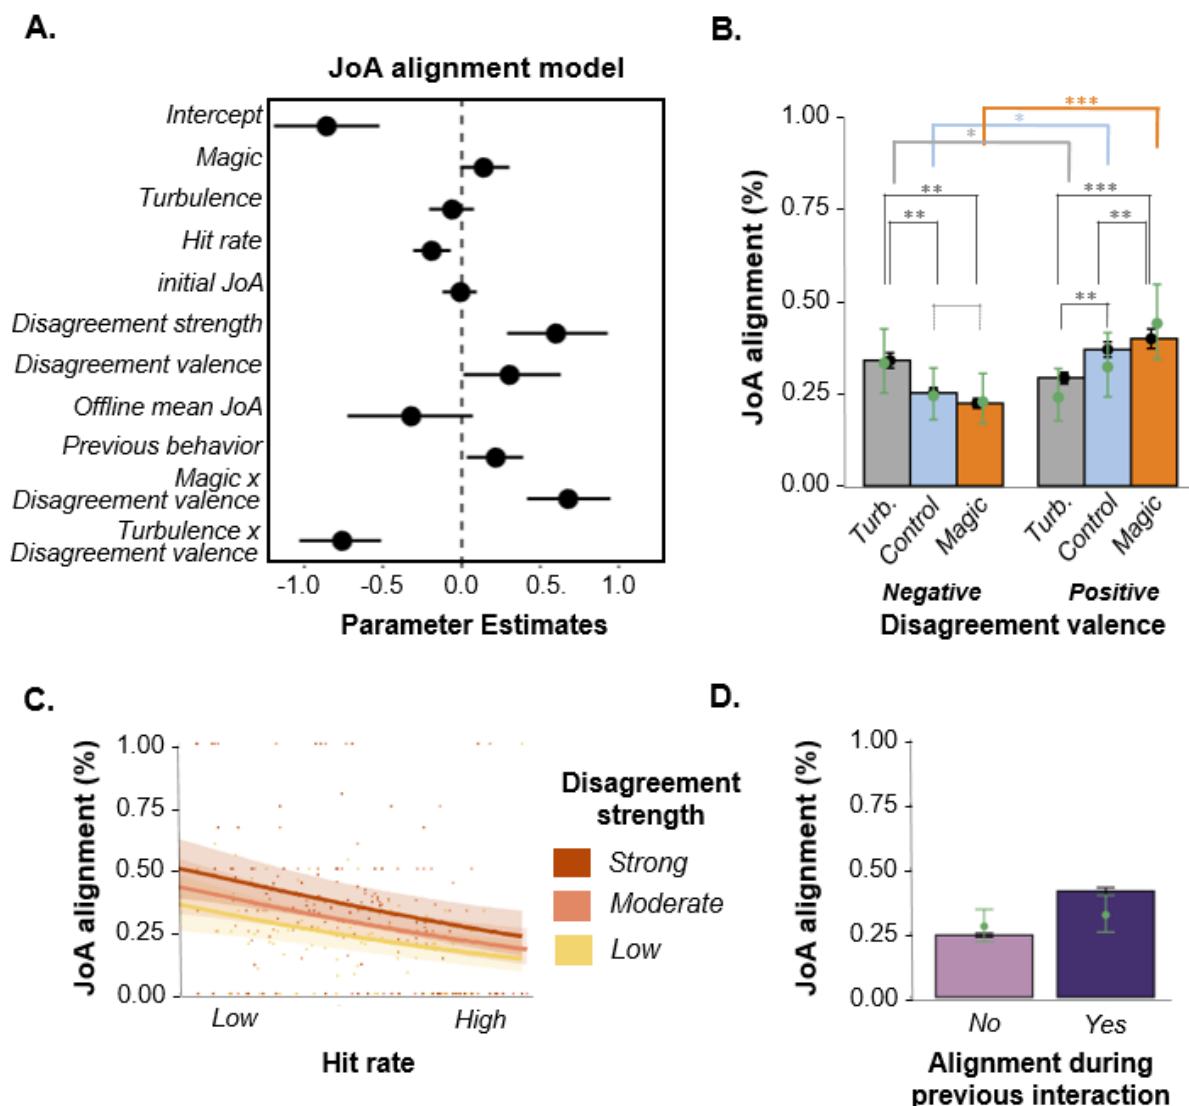 A.
JoA alignment model
Intercept
Magic
Turbulence
Hit rate
initial JoA
Disagreement strength
Disagreement valence
Offline mean JoA
Previous behavior
Magic x
Disagreement valence
Turbulence x
Disagreement valence
-1.0 -0.5 0.0 0.5. 1.0
Parameter Estimates
B.
JoA alignment (%)
1.00
0.75
0.50
0.25
0.00
***
*
*
** ***
** **
**
Turb. Control Magic Turb. Control Magic
Negative Positive
Disagreement valence
C.
JoA alignment (%)
1.00
0.75
0.50
0.25
0.00
Low High
Hit rate
Disagreement
strength
Strong
Moderate
Low
D.
JoA alignment (%)
1.00
0.75
0.50
0.25
0.00
No Yes
Alignment during
previous interaction